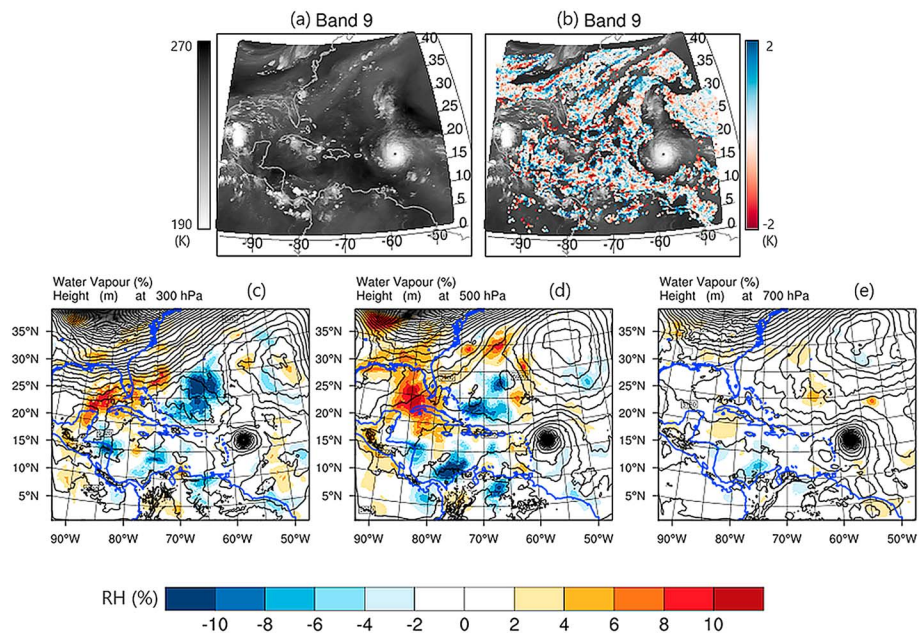 (a) Band 9
(b) Band 9
270
190
(K)
40
35
30
25
20
15
10
5
0
-90 -80 -70 -60 -50
40
35
30
25
20
15
10
5
0
-90 -80 -70 -60 -50
2
-2
(K)
Water Vapour (%)
Height (m) at 300 hPa (c)
35°N
30°N
25°N
20°N
15°N
10°N
5°N
90°W 80°W 70°W 60°W 50°W
Water Vapour (%)
Height (m) at 500 hPa (d)
35°N
30°N
25°N
20°N
15°N
10°N
5°N
90°W 80°W 70°W 60°W 50°W
Water Vapour (%)
Height (m) at 700 hPa (e)
35°N
30°N
25°N
20°N
15°N
10°N
5°N
90°W 80°W 70°W 60°W 50°W
RH (%)
-10 -8 -6 -4 -2 0 2 4 6 8 10